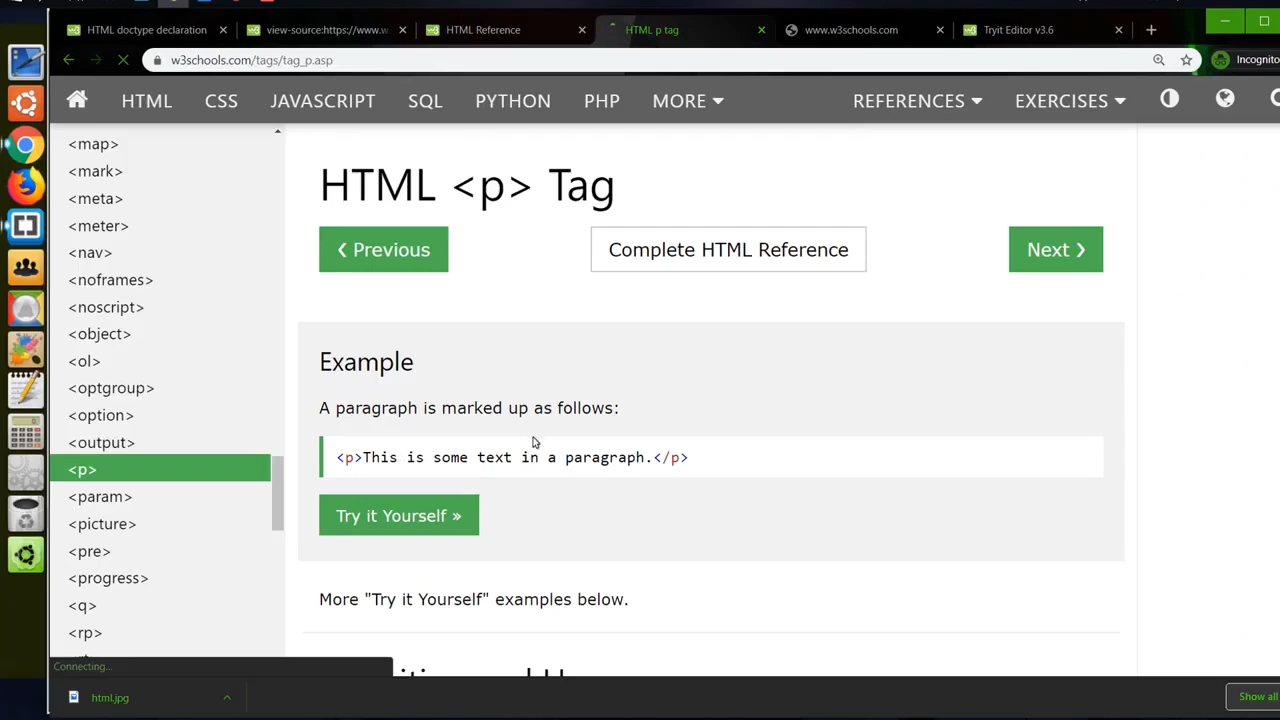 HTML doctype declaration
view-source:https://www.w
HTML Reference
HTML p tag
www.w3schools.com
Tryit Editor v3.6
w3schools.com/tags/tag_p.asp
Incognito
HTML CSS JAVASCRIPT SQL PYTHON PHP MORE REFERENCES EXERCISES
<map>
<mark>
<meta>
<meter>
<nav>
<noframes>
<noscript>
<object>
<ol>
<optgroup>
<option>
<output>
<p>
<param>
<picture>
<pre>
<progress>
<q>
<rp>
HTML <p> Tag
❮ Previous
Complete HTML Reference
Next ❯
Example
A paragraph is marked up as follows:
<p>This is some text in a paragraph.</p>
Try it Yourself »
More "Try it Yourself" examples below.
Connecting...
html.jpg
Show all